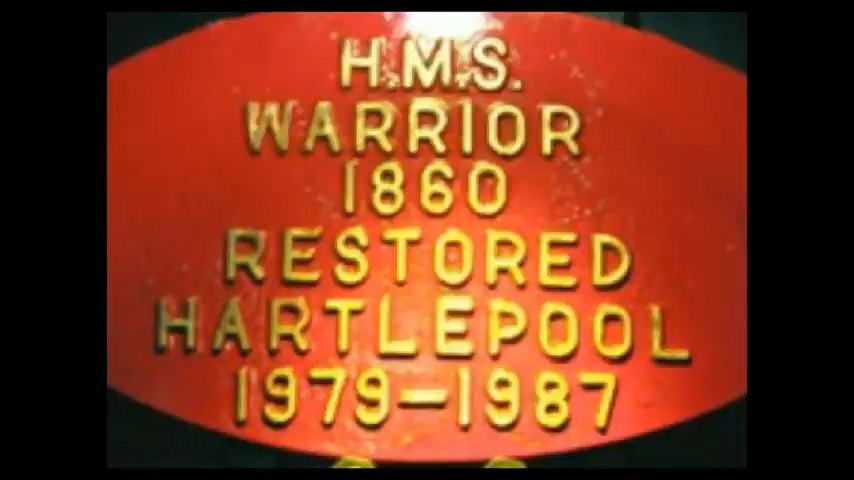 H.M.S.
WARRIOR
1860
RESTORED
HARTLEPOOL
1979-1987